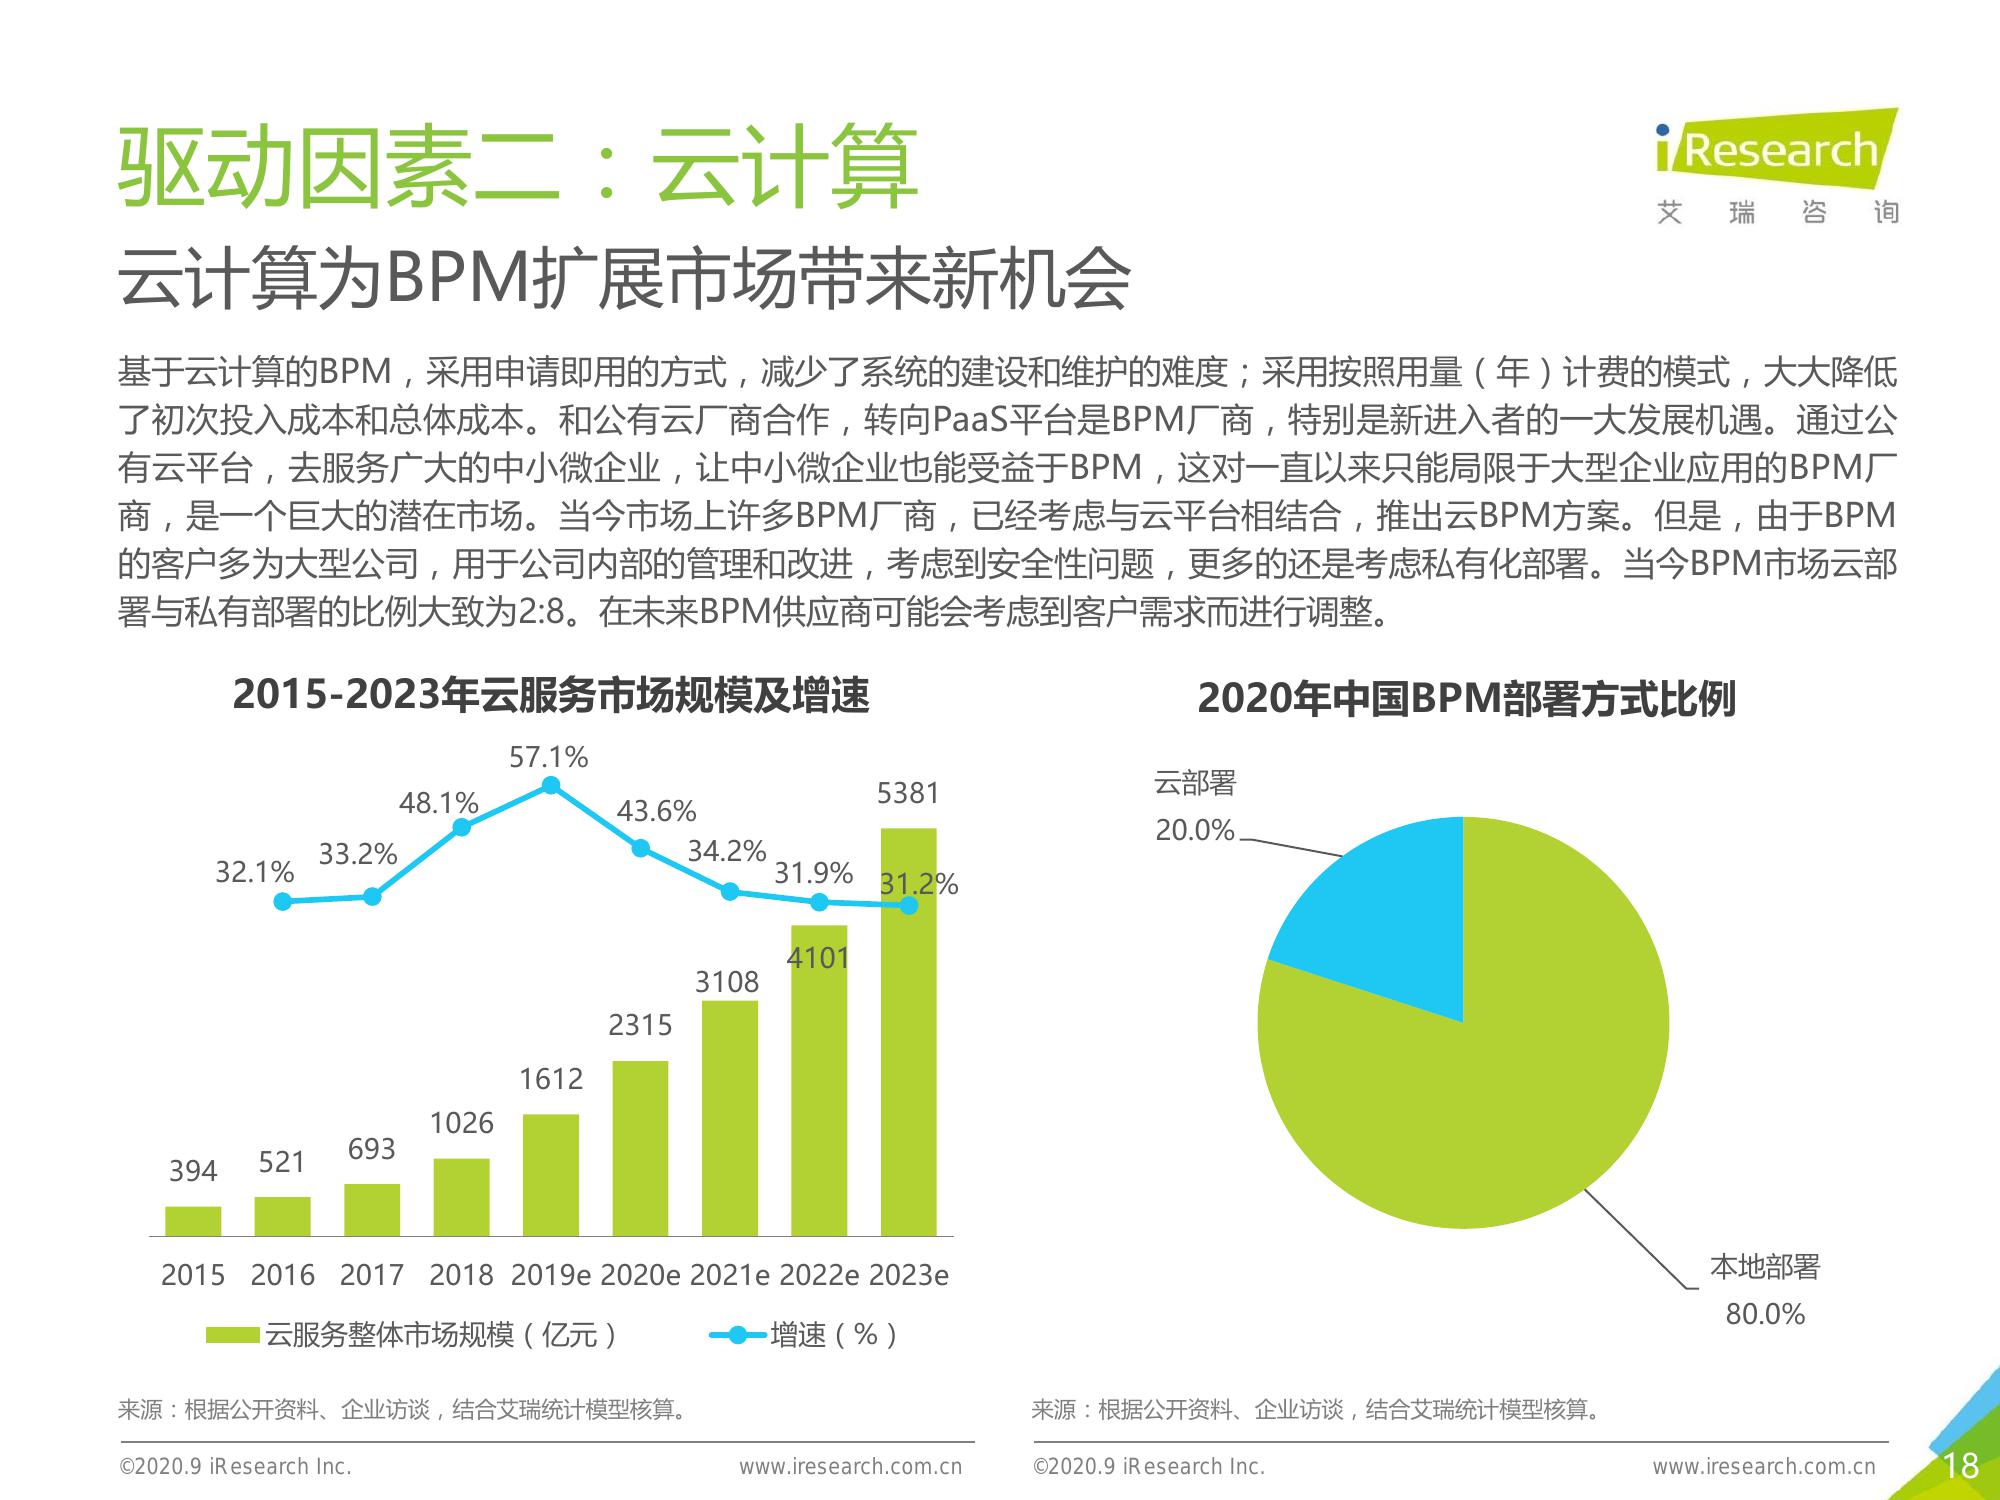 驱动因素二：云计算
iResearch
艾瑞咨询
云计算为BPM扩展市场带来新机会
基于云计算的BPM，采用申请即用的方式，减少了系统的建设和维护的难度；采用按照用量（年）计费的模式，大大降低
了初次投入成本和总体成本。和公有云厂商合作，转向PaaS平台是BPM厂商，特别是新进入者的一大发展机遇。通过公
有云平台，去服务广大的中小微企业，让中小微企业也能受益于BPM，这对一直以来只能局限于大型企业应用的BPM厂
商，是一个巨大的潜在市场。当今市场上许多BPM厂商，已经考虑与云平台相结合，推出云BPM方案。但是，由于BPM
的客户多为大型公司，用于公司内部的管理和改进，考虑到安全性问题，更多的还是考虑私有化部署。当今BPM市场云部
署与私有部署的比例大致为2:8。在未来BPM供应商可能会考虑到客户需求而进行调整。
2015-2023年云服务市场规模及增速
57.1%
48.1%
43.6%
5381
33.2%
34.2%
32.1%
31.9%
31.2%
4101
3108
2315
1612
1026
693
521
394
2015 2016 2017 2018 2019e 2020e 2021e 2022e 2023e
云服务整体市场规模（亿元） 增速（%）
来源：根据公开资料、企业访谈，结合艾瑞统计模型核算。
©2020.9 iResearch Inc. www.iresearch.com.cn
2020年中国BPM部署方式比例
云部署
20.0%
本地部署
80.0%
来源：根据公开资料、企业访谈，结合艾瑞统计模型核算。
©2020.9 iResearch Inc. www.iresearch.com.cn
18